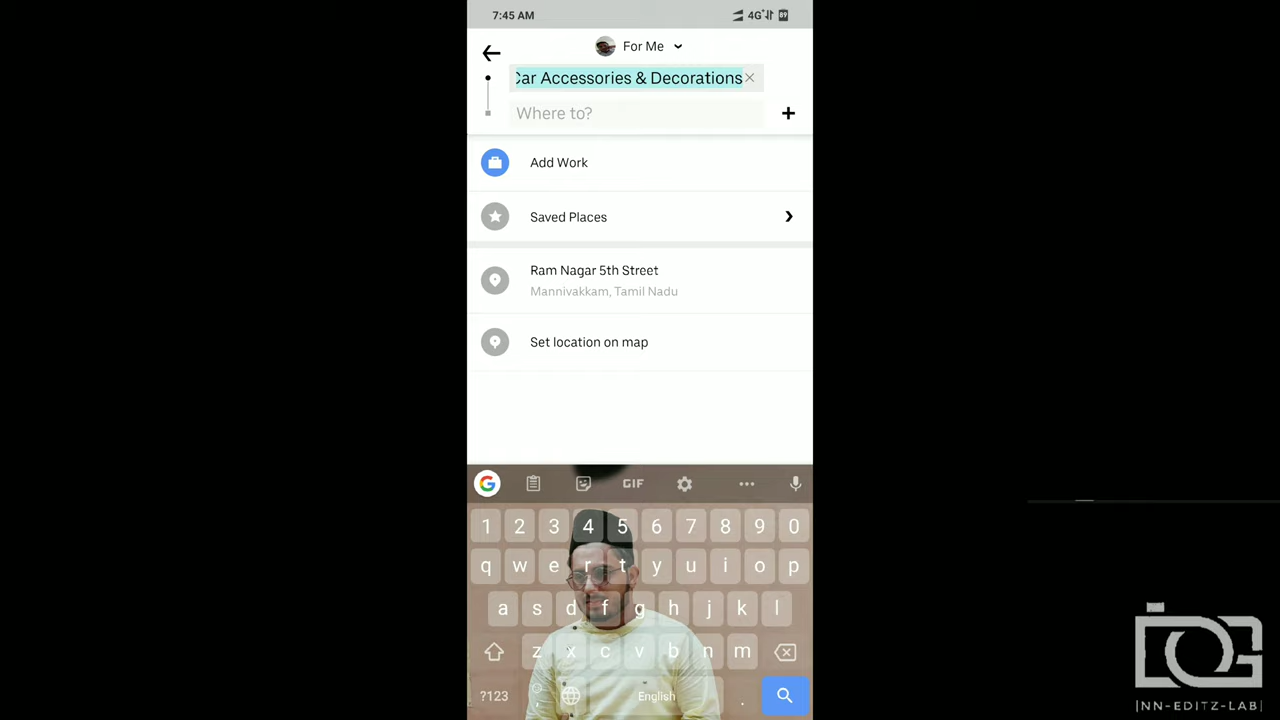 7:45 AM
4G
89
For Me
Car Accessories & Decorations
Where to?
Add Work
Saved Places
Ram Nagar 5th Street
Mannivakkam, Tamil Nadu
Set location on map
G
GIF
1 2 3 4 5 6 7 8 9 0
q w e r t y u i o p
a s d f g h j k l
z x c v b n m
?123 , English .
INN-EDITZ-LAB